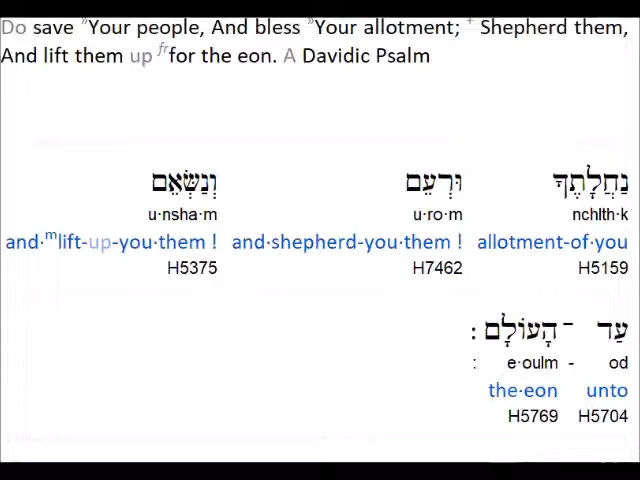 Do save »Your people, And bless »Your allotment; + Shepherd them,
And lift them up frfor the eon. A Davidic Psalm
נַחֲלָתֶךָ וּרְעֵם וְנַשְּׂאֵם
nchlth·k u·ro·m u·nsha·m
allotment-of·you and·shepherd-you·them ! and·mlift-up-you·them !
H5159 H7462 H5375
עַד ־ הָעוֹלָם :
od - e·oulm :
unto the·eon
H5704 H5769